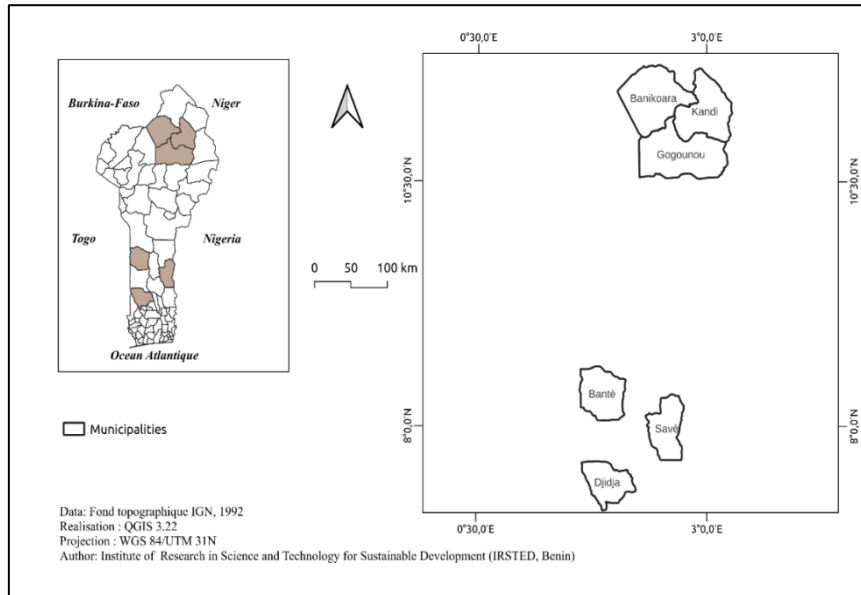 Burkina-Faso
Niger
Togo
Nigeria
Ocean Atlantique
0 50 100 km
Municipalities
0°30,0'E 3°0,0'E
Banikoara
Kandi
Gogounou
10°30,0'N 10°30,0'N
Bantè
Savè
8°0,0'N 8°0,0'N
Djidja
0°30,0'E 3°0,0'E
Data: Fond topographique IGN, 1992
Realisation : QGIS 3.22
Projection : WGS 84/UTM 31N
Author: Institute of Research in Science and Technology for Sustainable Development (IRSTED, Benin)